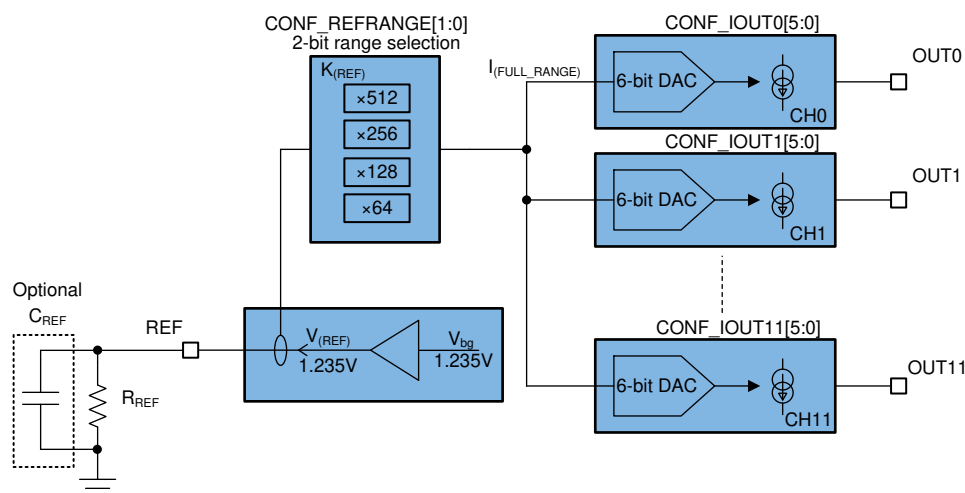 CONF_REFRANGE[1:0]
2-bit range selection
K(REF)
×512
×256
×128
×64
I(FULL_RANGE)
CONF_IOUT0[5:0]
6-bit DAC
CH0
OUT0
CONF_IOUT1[5:0]
6-bit DAC
CH1
OUT1
CONF_IOUT11[5:0]
6-bit DAC
CH11
OUT11
Optional
CREF
REF
RREF
V(REF)
1.235V
Vbg
1.235V